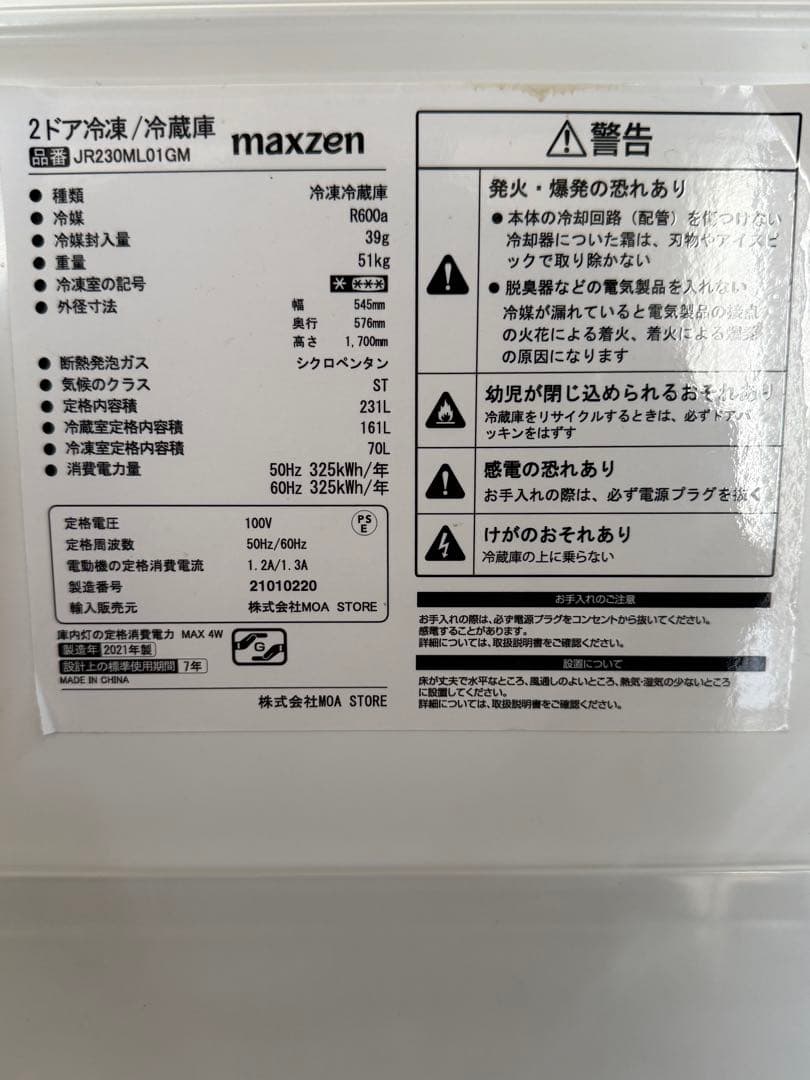 2ドア冷凍/冷蔵庫 maxzen
品番 JR230ML01GM
● 種類 冷凍冷蔵庫
● 冷媒 R600a
● 冷媒封入量 39g
● 重量 51kg
● 冷凍室の記号 * ***
● 外径寸法 幅 545mm
奥行 576mm
高さ 1,700mm
● 断熱発泡ガス シクロペンタン
● 気候のクラス ST
● 定格内容積 231L
● 冷蔵室定格内容積 161L
● 冷凍室定格内容積 70L
● 消費電力量 50Hz 325kWh/年
60Hz 325kWh/年
定格電圧 100V PSE
定格周波数 50Hz/60Hz
電動機の定格消費電流 1.2A/1.3A
製造番号 21010220
輸入販売元 株式会社MOA STORE
庫内灯の定格消費電力 MAX 4W
製造年 2021年製 G
設計上の標準使用期間 7年
MADE IN CHINA
株式会社MOA STORE
警告
発火・爆発の恐れあり
● 本体の冷却回路（配管）を傷つけない
冷却器についた霜は、刃物やアイスピ
ックで取り除かない
● 脱臭器などの電気製品を入れない
冷媒が漏れていると電気製品の接点
の火花による着火、着火による爆発
の原因になります
幼児が閉じ込められるおそれあり
冷蔵庫をリサイクルするときは、必ずドアパ
ッキンをはずす
感電の恐れあり
お手入れの際は、必ず電源プラグを抜く
けがのおそれあり
冷蔵庫の上に乗らない
お手入れのご注意
お手入れの際は、必ず電源プラグをコンセントから抜いてください。
感電することがあります。
詳細については、取扱説明書をご確認ください。
設置について
床が丈夫で水平なところ、風通しのよいところ、熱気・湿気の少ないところ
に設置してください。
詳細については、取扱説明書をご確認ください。